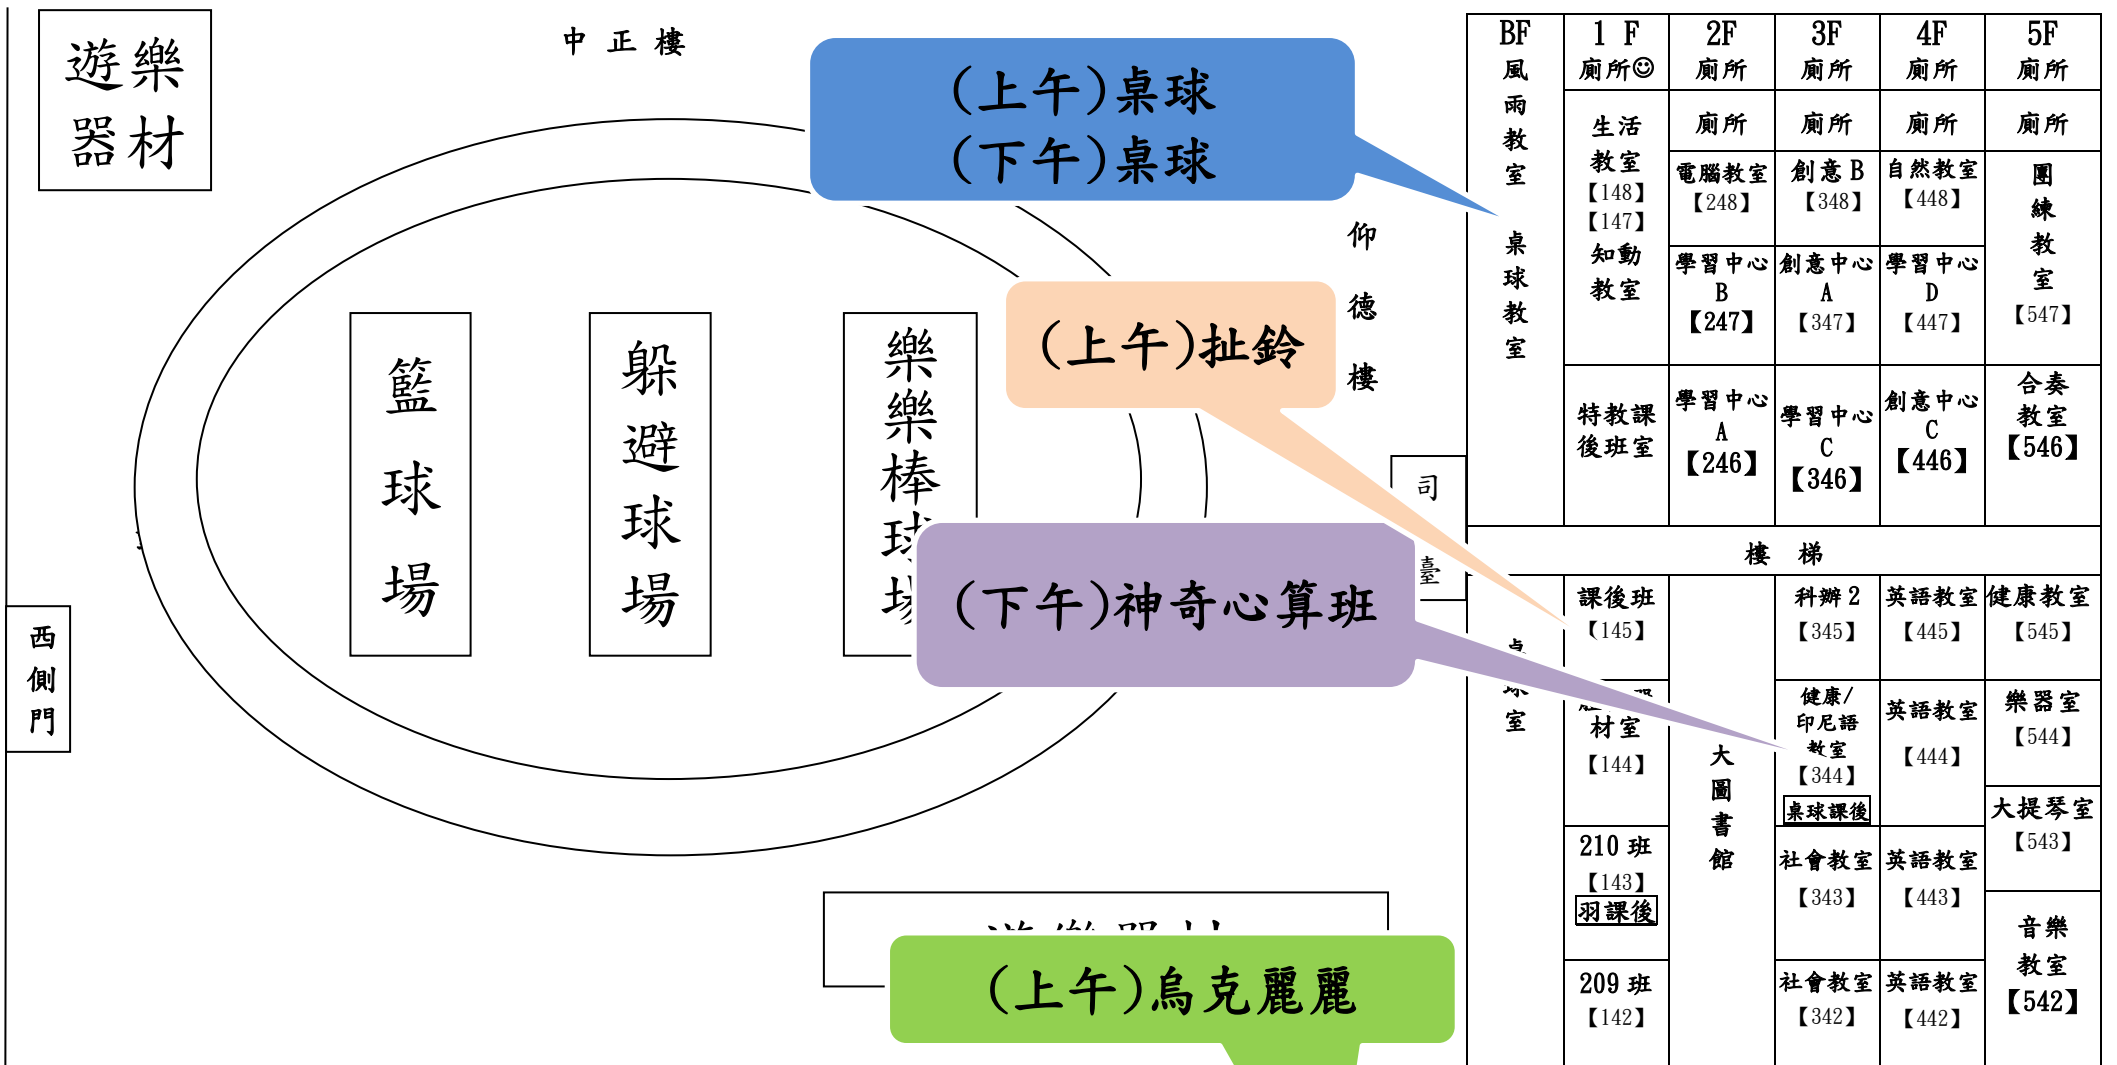 遊樂
器材
中正樓
(上午)桌球
(下午)桌球
仰德樓
(上午)扯鈴
籃球場
躲避球場
樂樂棒球場
司
臺
(下午)神奇心算班
西側門
(上午)烏克麗麗
BF
風雨教室 桌球教室
1 F
廁所☺
2F
廁所
3F
廁所
4F
廁所
5F
廁所
廁所
廁所
廁所
廁所
生活
教室
【148】
【147】
知動
教室
電腦教室
【248】
創意 B
【348】
自然教室
【448】
團練教室
【547】
學習中心
B
【247】
創意中心
A
【347】
學習中心
D
【447】
特教課
後班室
學習中心
A
【246】
學習中心
C
【346】
創意中心
C
【446】
合奏
教室
【546】
樓 梯
室
課後班
【145】
大圖書館
科辦 2
【345】
英語教室
【445】
健康教室
【545】
材室
【144】
健康/
印尼語
教室
【344】
桌球課後
英語教室
【444】
樂器室
【544】
大提琴室
【543】
210 班
【143】
羽課後
社會教室
【343】
英語教室
【443】
音樂
教室
【542】
209 班
【142】
社會教室
【342】
英語教室
【442】